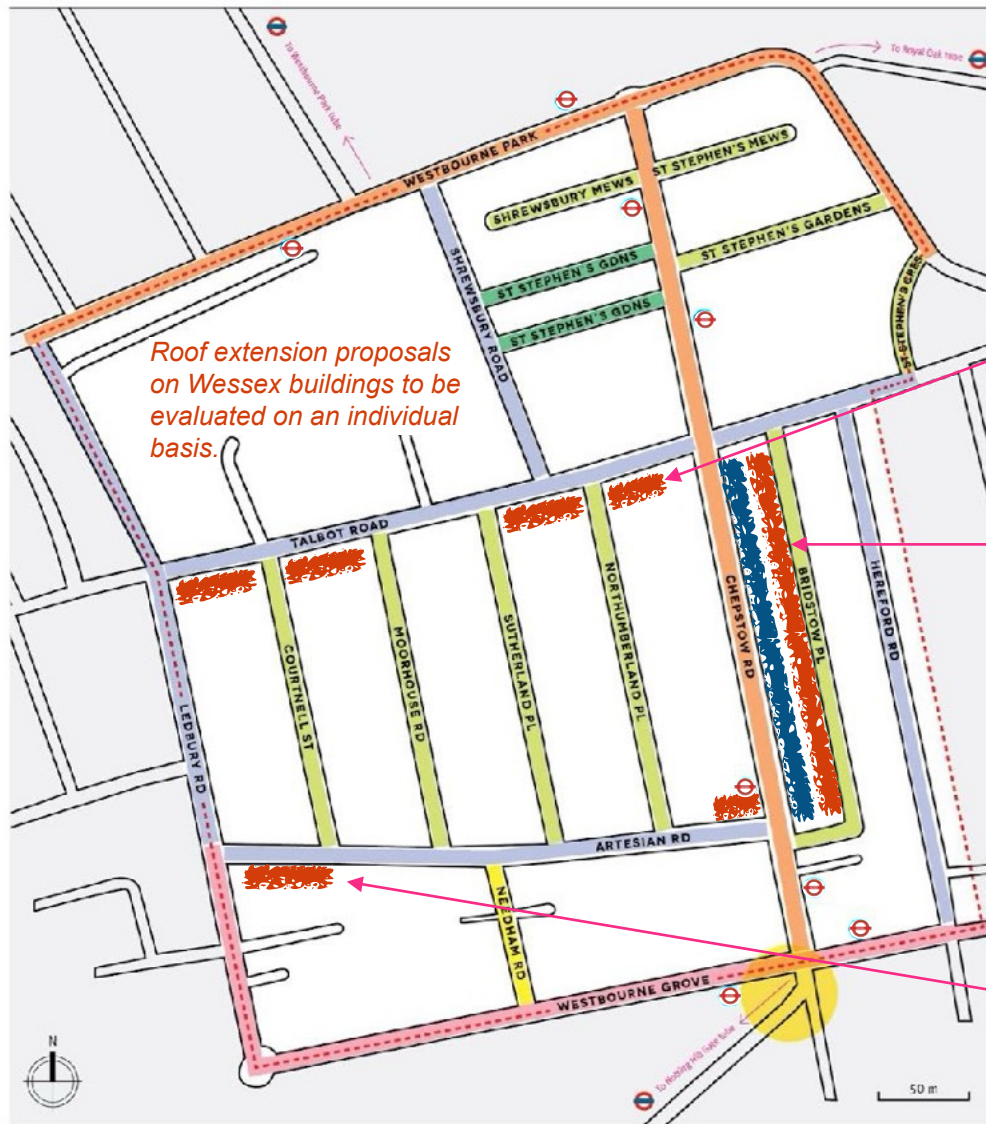 To Westbourne Park tube
To Royal Oak tube
WESTBOURNE PARK
ST STEPHEN'S MEWS
SHREWSBURY MEWS
ST STEPHEN'S GARDENS
ST STEPHEN'S GDNS
ST STEPHEN'S GDNS
SHREWSBURY ROAD
ST STEPHEN'S CRES
Roof extension proposals
on Wessex buildings to be
evaluated on an individual
basis.
TALBOT ROAD
COURTNELL ST
MOORHOUSE RD
SUTHERLAND PL
NORTHUMBERLAND PL
CHEPSTOW RD
BRIDSTOW PL
HEREFORD RD
LEDBURY RD
ARTESIAN RD
NEEDHAM RD
WESTBOURNE GROVE
To Notting Hill Gate tube
N
50 m